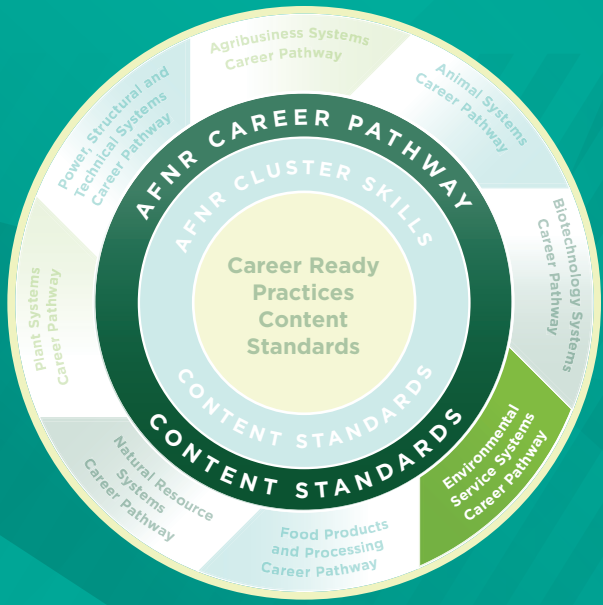 Agribusiness Systems
Career Pathway
Animal Systems
Career Pathway
Biotechnology Systems
Career Pathway
Environmental
Service Systems
Career Pathway
Food Products
and Processing
Career Pathway
Natural Resource
Systems
Career Pathway
Plant Systems
Career Pathway
Power, Structural and
Technical Systems
Career Pathway
AFNR CAREER PATHWAY
CONTENT STANDARDS
AFNR CLUSTER SKILLS
CONTENT STANDARDS
Career Ready
Practices
Content
Standards